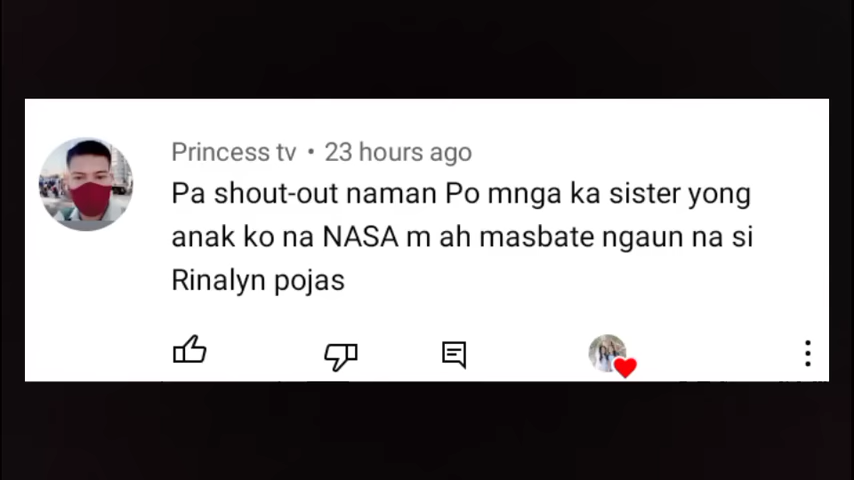 Princess tv • 23 hours ago
Pa shout-out naman Po mnga ka sister yong
anak ko na NASA m ah masbate ngaun na si
Rinalyn pojas